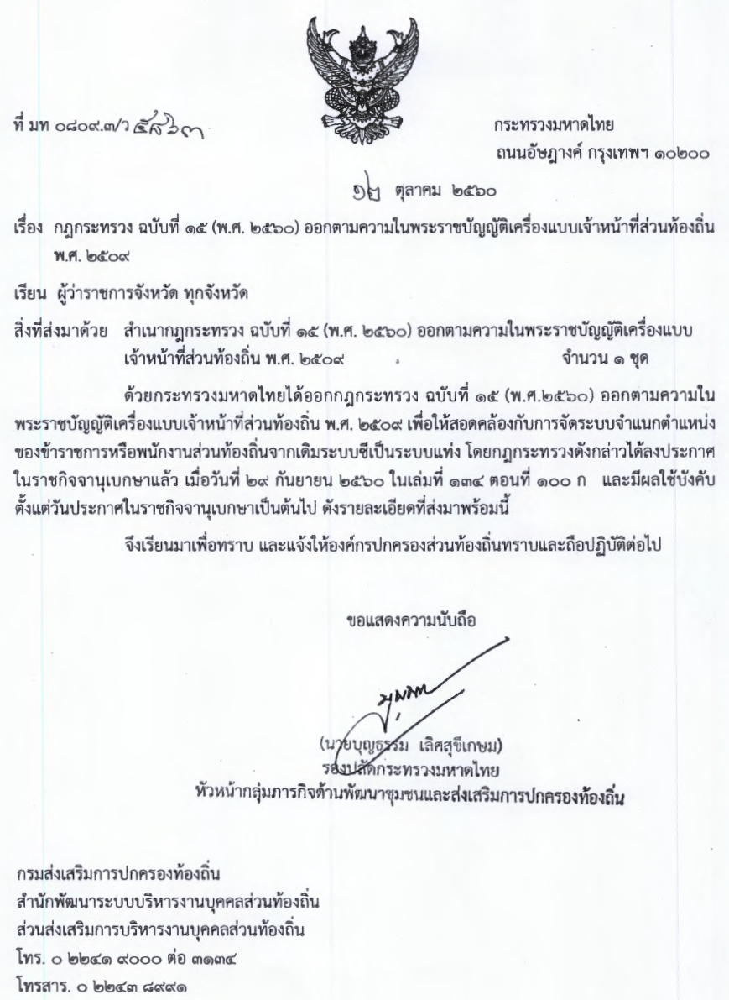 ที่ มท ๐๘๐๙.๓/ว ๕๘๖๓
กระทรวงมหาดไทย
ถนนอัษฎางค์ กรุงเทพฯ ๑๐๒๐๐
๑๒ ตุลาคม ๒๕๖๐
เรื่อง กฎกระทรวง ฉบับที่ ๑๕ (พ.ศ. ๒๕๖๐) ออกตามความในพระราชบัญญัติเครื่องแบบเจ้าหน้าที่ส่วนท้องถิ่น
พ.ศ. ๒๕๐๙
เรียน ผู้ว่าราชการจังหวัด ทุกจังหวัด
สิ่งที่ส่งมาด้วย สำเนากฎกระทรวง ฉบับที่ ๑๕ (พ.ศ. ๒๕๖๐) ออกตามความในพระราชบัญญัติเครื่องแบบ
เจ้าหน้าที่ส่วนท้องถิ่น พ.ศ. ๒๕๐๙ จำนวน ๑ ชุด
ด้วยกระทรวงมหาดไทยได้ออกกฎกระทรวง ฉบับที่ ๑๕ (พ.ศ.๒๕๖๐) ออกตามความใน
พระราชบัญญัติเครื่องแบบเจ้าหน้าที่ส่วนท้องถิ่น พ.ศ. ๒๕๐๙ เพื่อให้สอดคล้องกับการจัดระบบจำแนกตำแหน่ง
ของข้าราชการหรือพนักงานส่วนท้องถิ่นจากเดิมระบบซีเป็นระบบแท่ง โดยกฎกระทรวงดังกล่าวได้ลงประกาศ
ในราชกิจจานุเบกษาแล้ว เมื่อวันที่ ๒๙ กันยายน ๒๕๖๐ ในเล่มที่ ๑๓๔ ตอนที่ ๑๐๐ ก และมีผลใช้บังคับ
ตั้งแต่วันประกาศในราชกิจจานุเบกษาเป็นต้นไป ดังรายละเอียดที่ส่งมาพร้อมนี้
จึงเรียนมาเพื่อทราบ และแจ้งให้องค์กรปกครองส่วนท้องถิ่นทราบและถือปฏิบัติต่อไป
ขอแสดงความนับถือ
(นายบุญธรรม เลิศสุขีเกษม)
รองปลัดกระทรวงมหาดไทย
หัวหน้ากลุ่มภารกิจด้านพัฒนาชุมชนและส่งเสริมการปกครองท้องถิ่น
กรมส่งเสริมการปกครองท้องถิ่น
สำนักพัฒนาระบบบริหารงานบุคคลส่วนท้องถิ่น
ส่วนส่งเสริมการบริหารงานบุคคลส่วนท้องถิ่น
โทร. ๐ ๒๒๔๑ ๙๐๐๐ ต่อ ๓๑๓๔
โทรสาร. ๐ ๒๒๔๓ ๘๙๙๑